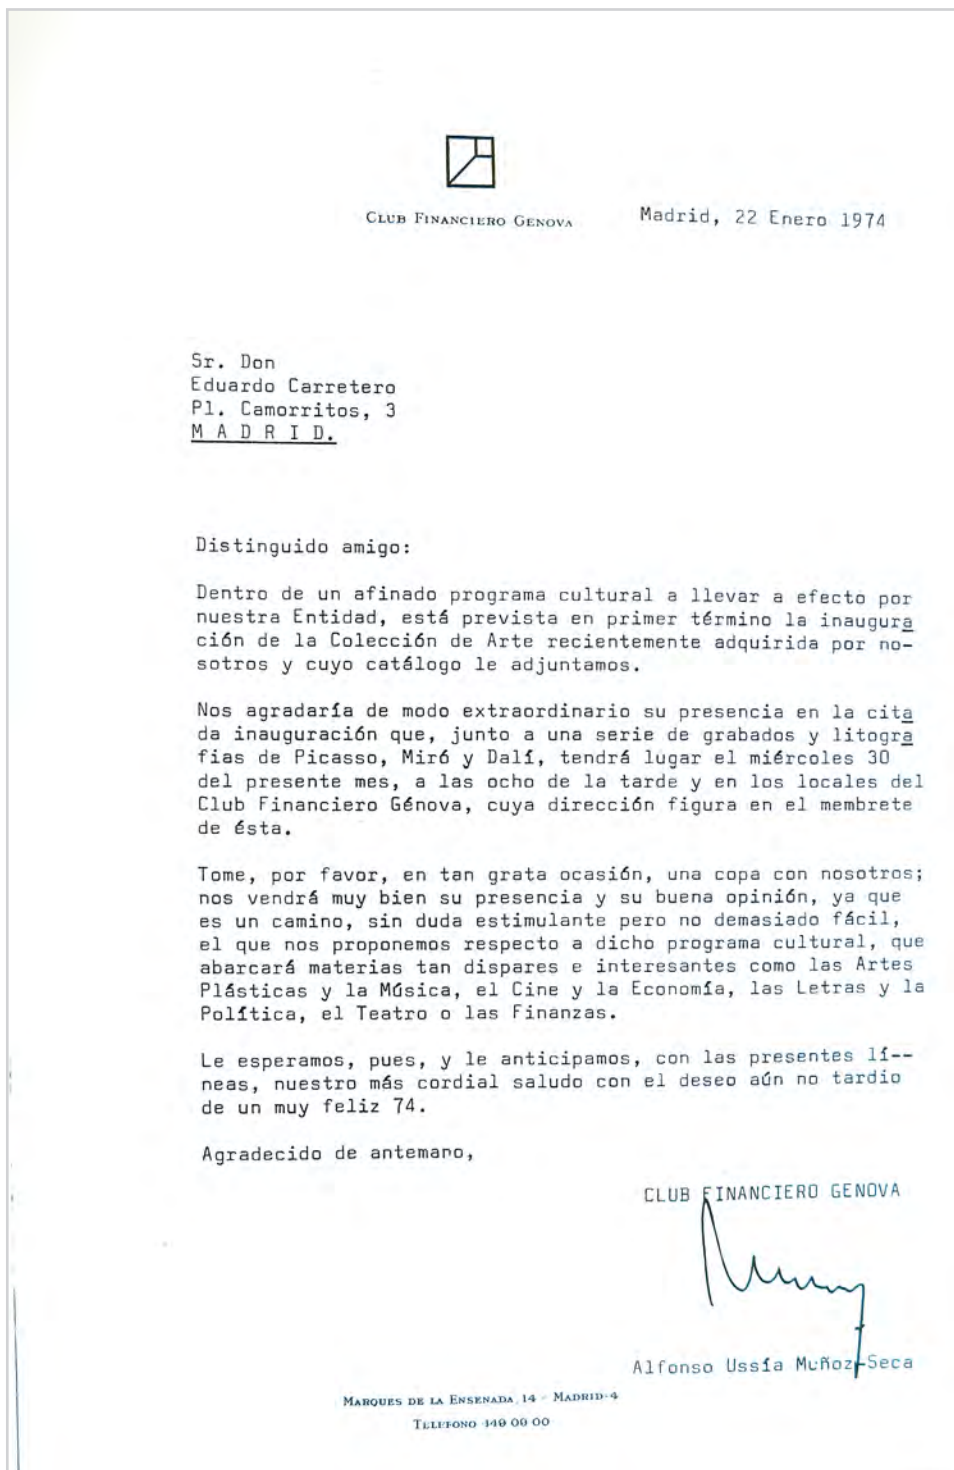 CLUB FINANCIERO GENOVA
Madrid, 22 Enero 1974
Sr. Don
Eduardo Carretero
Pl. Camorritos, 3
M A D R I D.
Distinguido amigo:
Dentro de un afinado programa cultural a llevar a efecto por
nuestra Entidad, está prevista en primer término la inaugura
ción de la Colección de Arte recientemente adquirida por no-
sotros y cuyo catálogo le adjuntamos.
Nos agradaría de modo extraordinario su presencia en la cita
da inauguración que, junto a una serie de grabados y litogra
fias de Picasso, Miró y Dalí, tendrá lugar el miércoles 30
del presente mes, a las ocho de la tarde y en los locales del
Club Financiero Génova, cuya dirección figura en el membrete
de ésta.
Tome, por favor, en tan grata ocasión, una copa con nosotros;
nos vendrá muy bien su presencia y su buena opinión, ya que
es un camino, sin duda estimulante pero no demasiado fácil,
el que nos proponemos respecto a dicho programa cultural, que
abarcará materias tan dispares e interesantes como las Artes
Plásticas y la Música, el Cine y la Economía, las Letras y la
Política, el Teatro o las Finanzas.
Le esperamos, pues, y le anticipamos, con las presentes lí--
neas, nuestro más cordial saludo con el deseo aún no tardio
de un muy feliz 74.
Agradecido de antemano,
CLUB FINANCIERO GENOVA
Alfonso Ussía Muñoz-Seca
MARQUES DE LA ENSENADA, 14 - MADRID-4
TELEFONO 00 00